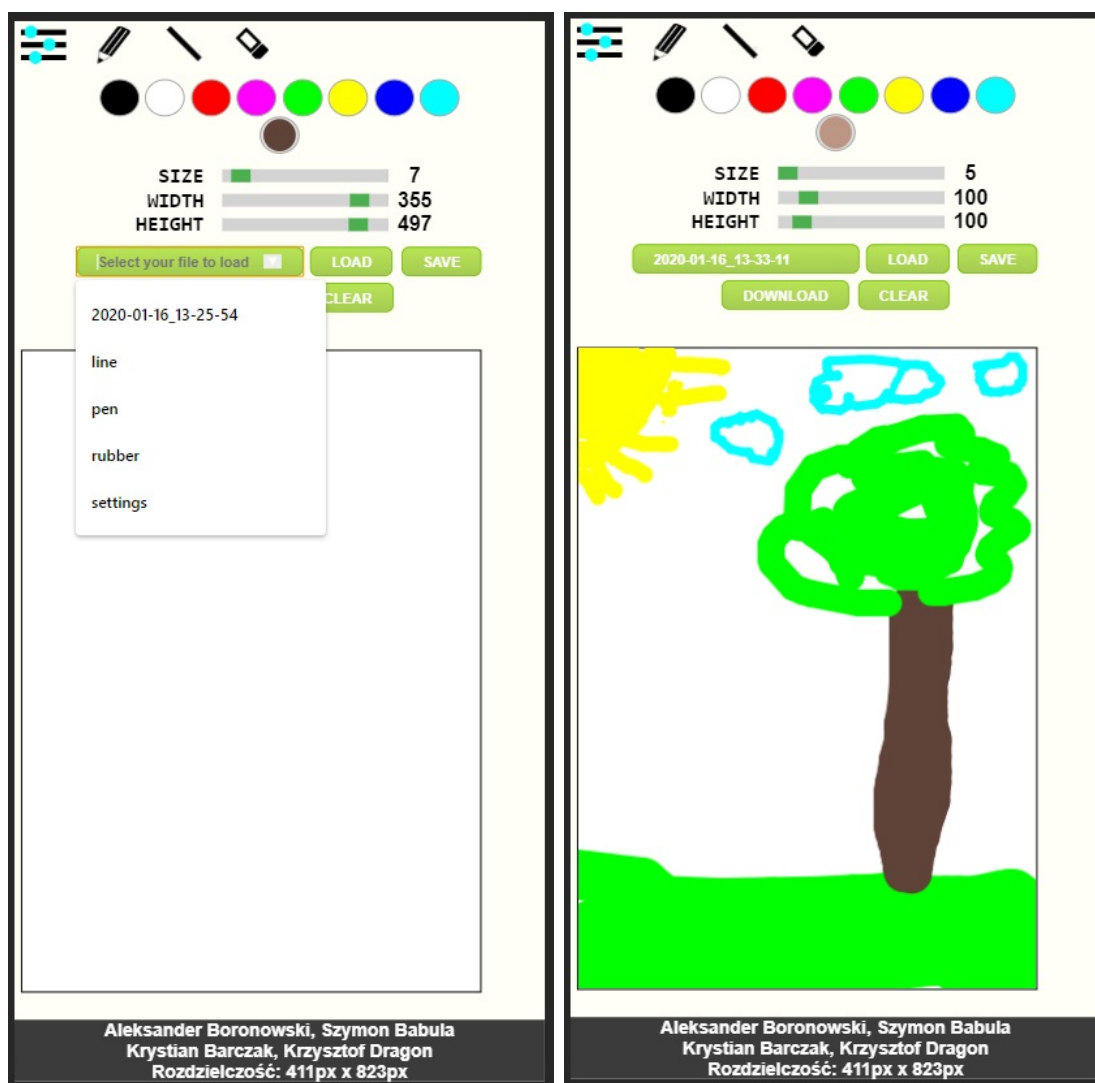 SIZE 7
WIDTH 355
HEIGHT 497
Select your file to load LOAD SAVE
CLEAR
2020-01-16_13-25-54
line
pen
rubber
settings
Aleksander Boronowski, Szymon Babula
Krystian Barczak, Krzysztof Dragon
Rozdzielczość: 411px x 823px
SIZE 5
WIDTH 100
HEIGHT 100
2020-01-16_13-33-11 LOAD SAVE
DOWNLOAD CLEAR
Aleksander Boronowski, Szymon Babula
Krystian Barczak, Krzysztof Dragon
Rozdzielczość: 411px x 823px